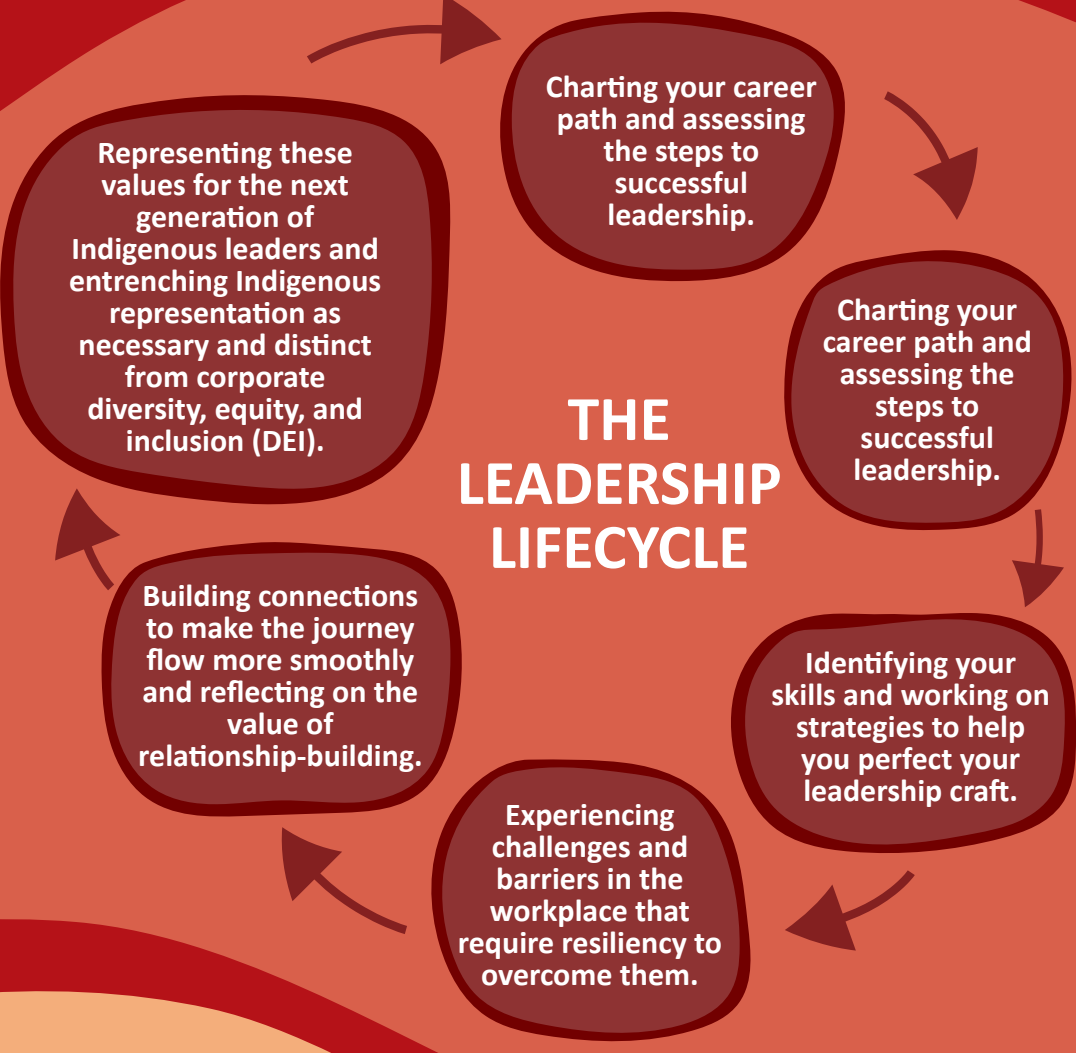 THE
LEADERSHIP
LIFECYCLE
Charting your career
path and assessing
the steps to
successful
leadership.
Charting your
career path and
assessing the
steps to
successful
leadership.
Identifying your
skills and working on
strategies to help
you perfect your
leadership craft.
Experiencing
challenges and
barriers in the
workplace that
require resiliency to
overcome them.
Building connections
to make the journey
flow more smoothly
and reflecting on the
value of
relationship-building.
Representing these
values for the next
generation of
Indigenous leaders and
entrenching Indigenous
representation as
necessary and distinct
from corporate
diversity, equity, and
inclusion (DEI).